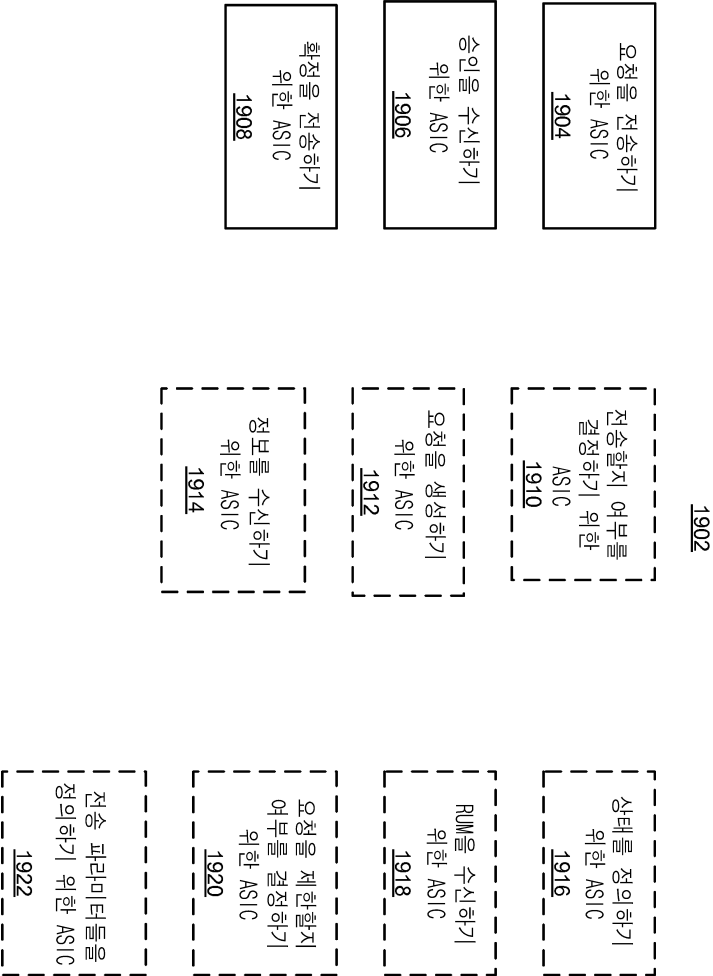 1902
요청을 전송하기
위한 ASIC
1904
승인을 수신하기
위한 ASIC
1906
확정을 전송하기
위한 ASIC
1908
전송할지 여부를
결정하기 위한
ASIC
1910
요청을 생성하기
위한 ASIC
1912
정보를 수신하기
위한 ASIC
1914
상태를 정의하기
위한 ASIC
1916
RUM을 수신하기
위한 ASIC
1918
요청을 제한할지
여부를 결정하기
위한 ASIC
1920
전송 파라미터들을
정의하기 위한 ASIC
1922